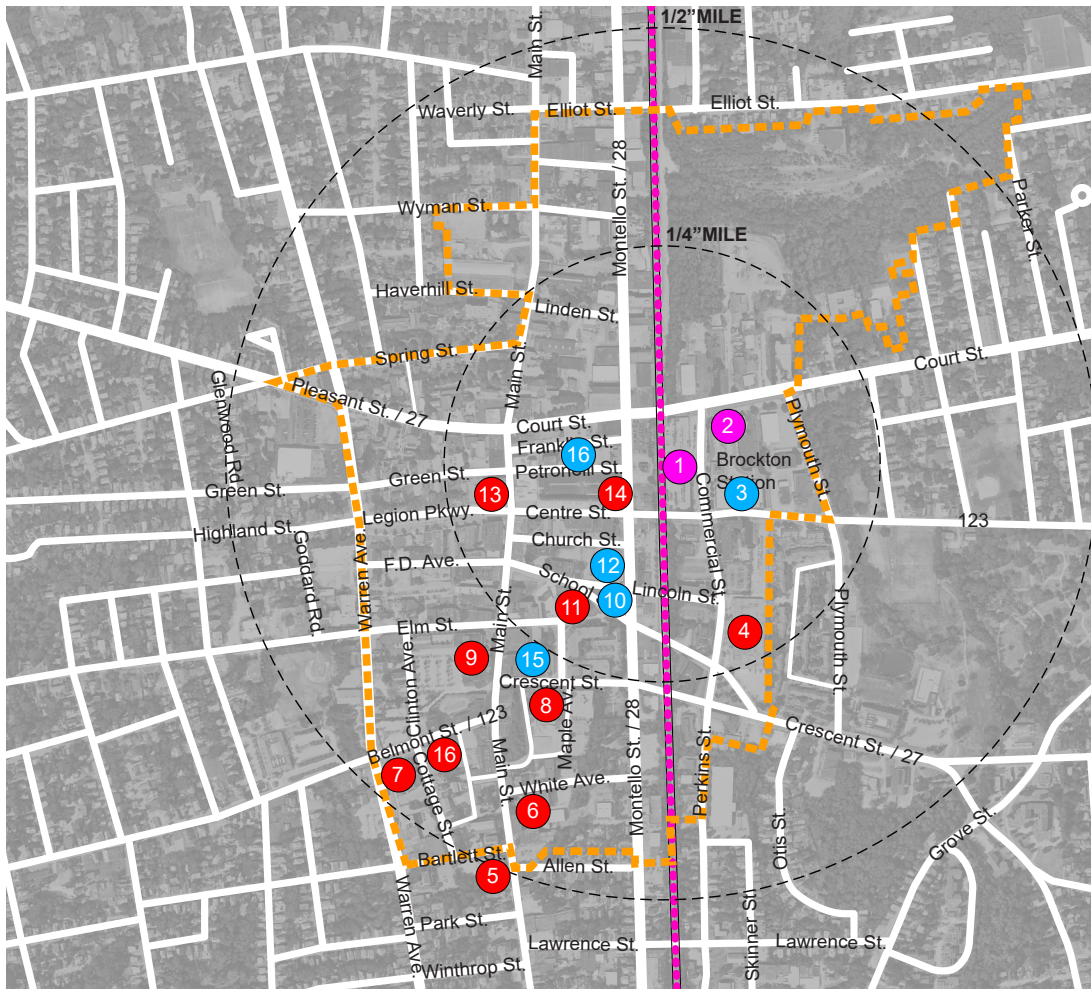 1/2”MILE
Main St.
Waverly St.
Elliot St.
Elliot St.
Montello St. / 28
Parker St.
Wyman St.
1/4”MILE
Haverhill St.
Linden St.
Spring St.
Main St.
Court St.
Glenwood Rd
Pleasant St. / 27
Court St.
Plymouth St.
2
Franklin St.
16
1
Brockton
Station
Green St.
Petronelli St.
Green St.
13
14
3
Commercial St.
Legion Pkwy.
Centre St.
123
Highland St.
Goddard Rd.
Church St.
F.D. Ave.
12
School
Lincoln St.
10
11
Warren Ave.
Main St.
Plymouth St.
Elm St.
4
9
15
Clinton Ave.
Crescent St.
8
Maple Av
Montello St. / 28
Crescent St. / 27
Belmont St. / 123
16
7
Cottage St.
Main St.
White Ave.
6
Perkins St.
Otis St.
Grove St.
Bartlett St.
Allen St.
5
Warren Ave.
Park St.
Skinner St.
Lawrence St.
Lawrence St.
Winthrop St.